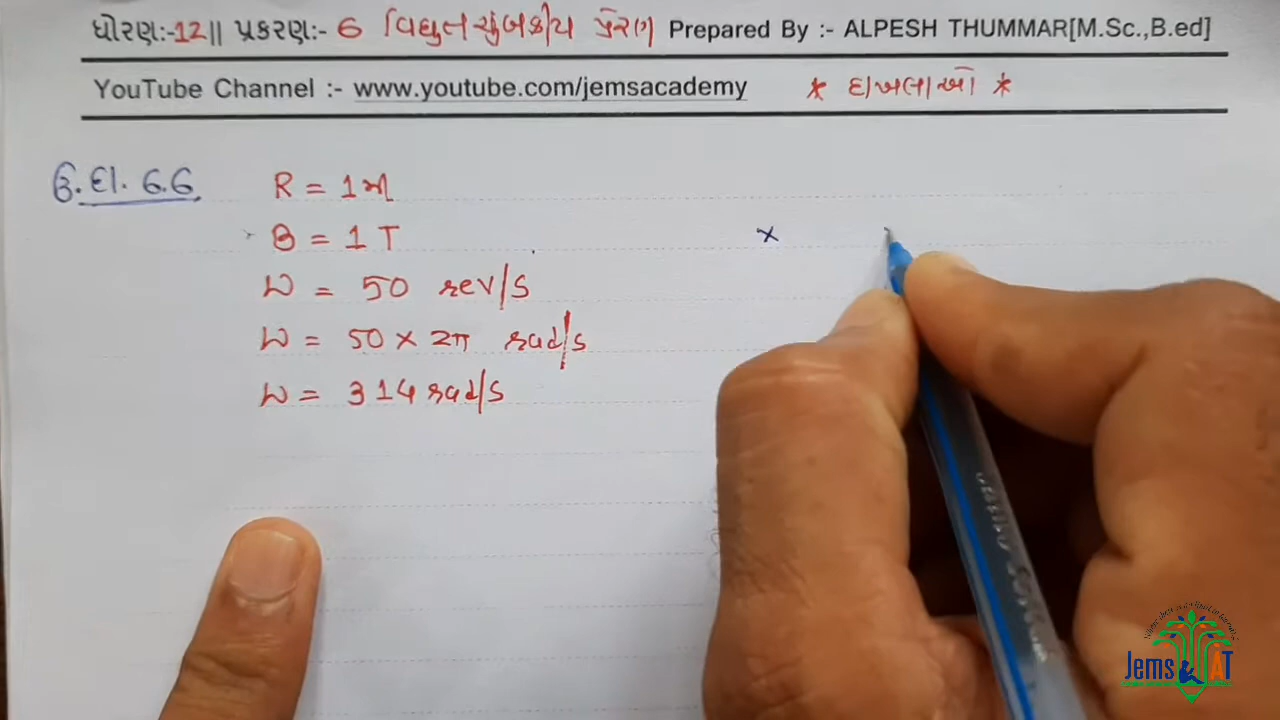 ધોરણ:-12|| પ્રકરણ:- 6 વિદ્યુતચુંબકીય પ્રેરણ Prepared By :- ALPESH THUMMAR[M.Sc.,B.ed]
YouTube Channel :- www.youtube.com/jemsacademy * દાખલાઓ *
ઉ.દા. 6.6 R = 1 મી
B = 1 T
ω = 50 rev/s
ω = 50 × 2π rad/s
ω = 314 rad/s
×
Jems AT